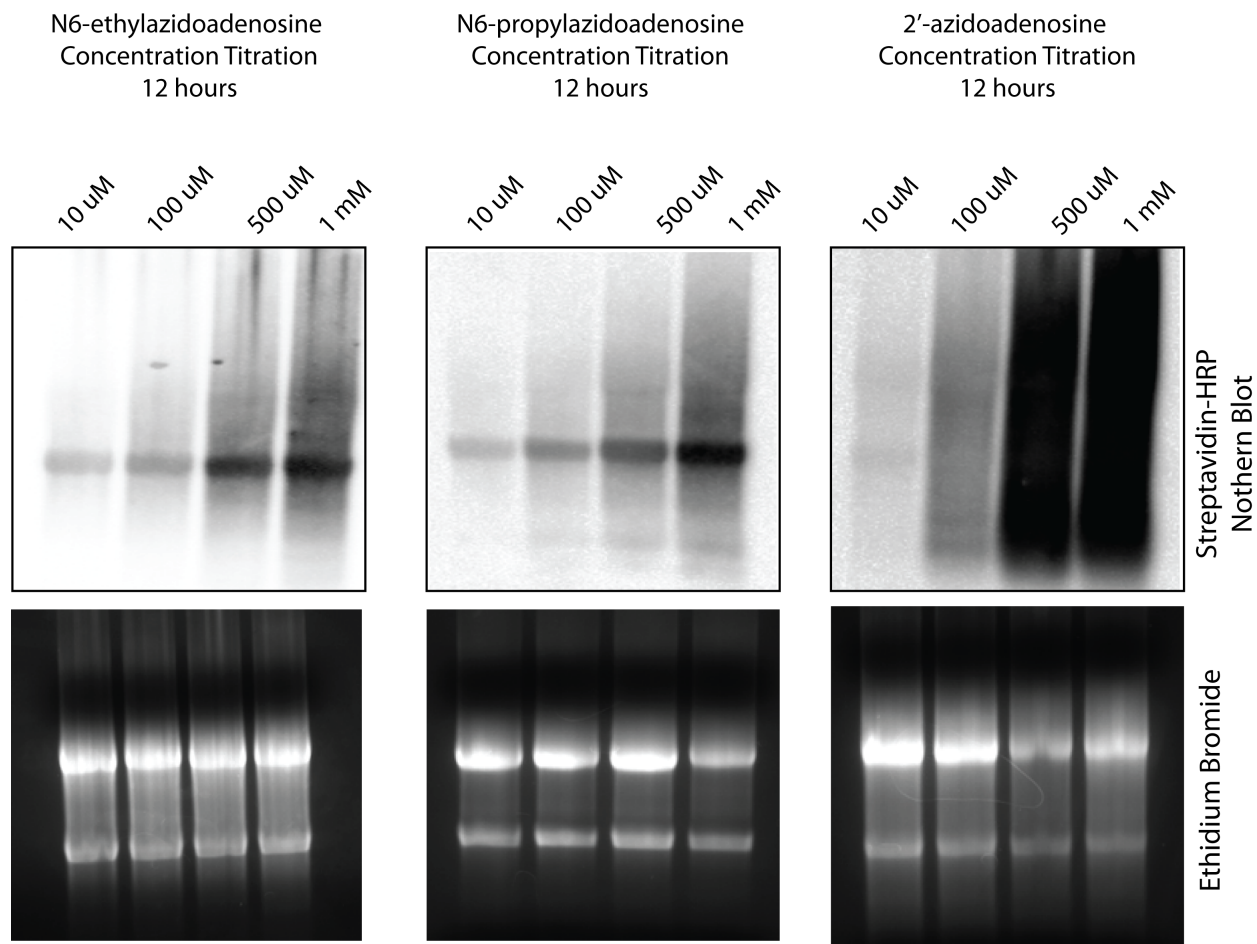 N6-ethylazidoadenosine
Concentration Titration
12 hours
N6-propylazidoadenosine
Concentration Titration
12 hours
2′-azidoadenosine
Concentration Titration
12 hours
10 uM
100 uM
500 uM
1 mM
10 uM
100 uM
500 uM
1 mM
10 uM
100 uM
500 uM
1 mM
Streptavidin-HRP
Nothern Blot
Ethidium Bromide